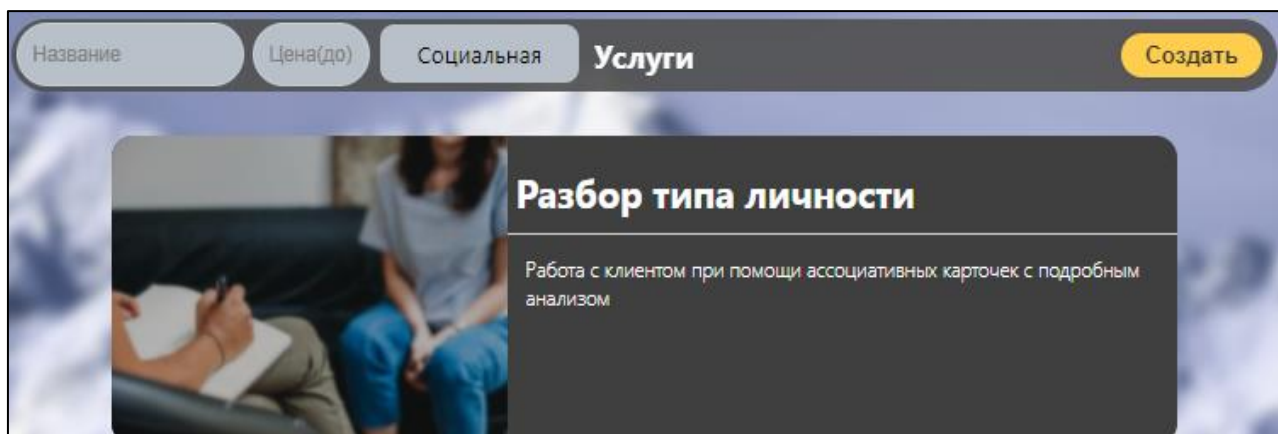 Название
Цена(до)
Социальная
Услуги
Создать
Разбор типа личности
Работа с клиентом при помощи ассоциативных карточек с подробным
анализом